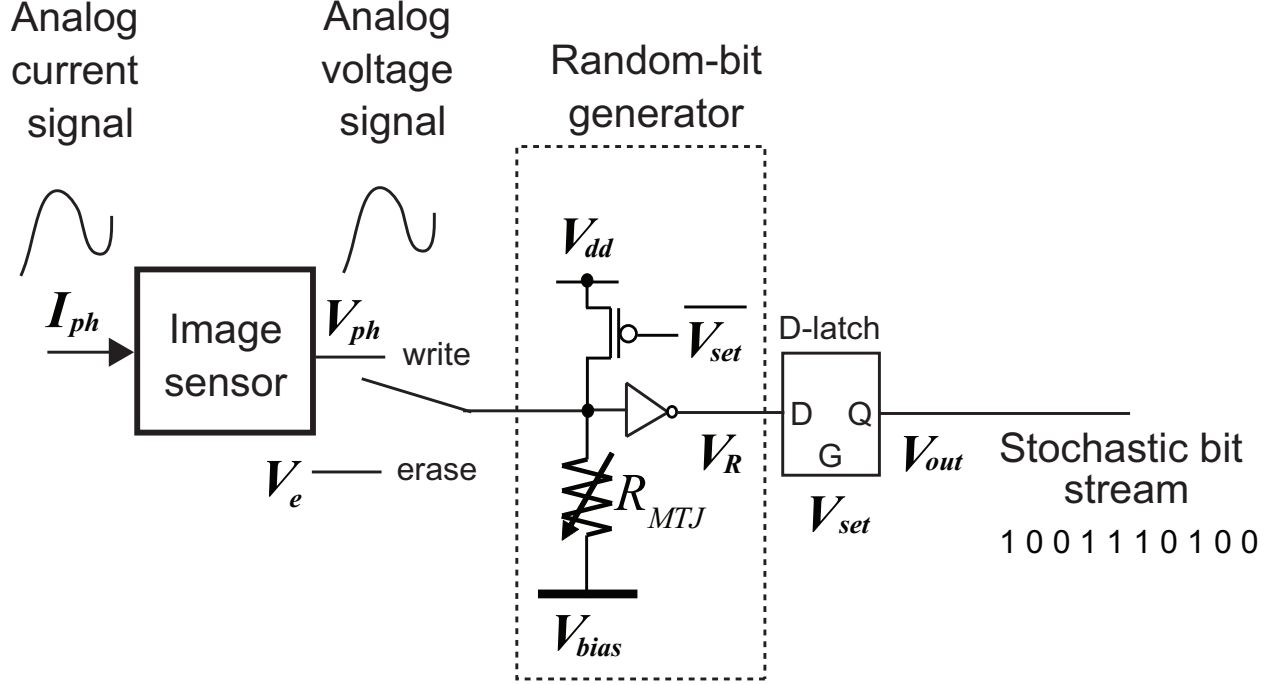 Analog
current
signal
Analog
voltage
signal
Random-bit
generator
V_dd
I_ph
Image
sensor
V_ph
write
V_set
D-latch
D Q
G
V_R
V_out
Stochastic bit
stream
V_e
erase
R_MTJ
V_set
1 0 0 1 1 1 0 1 0 0
V_bias